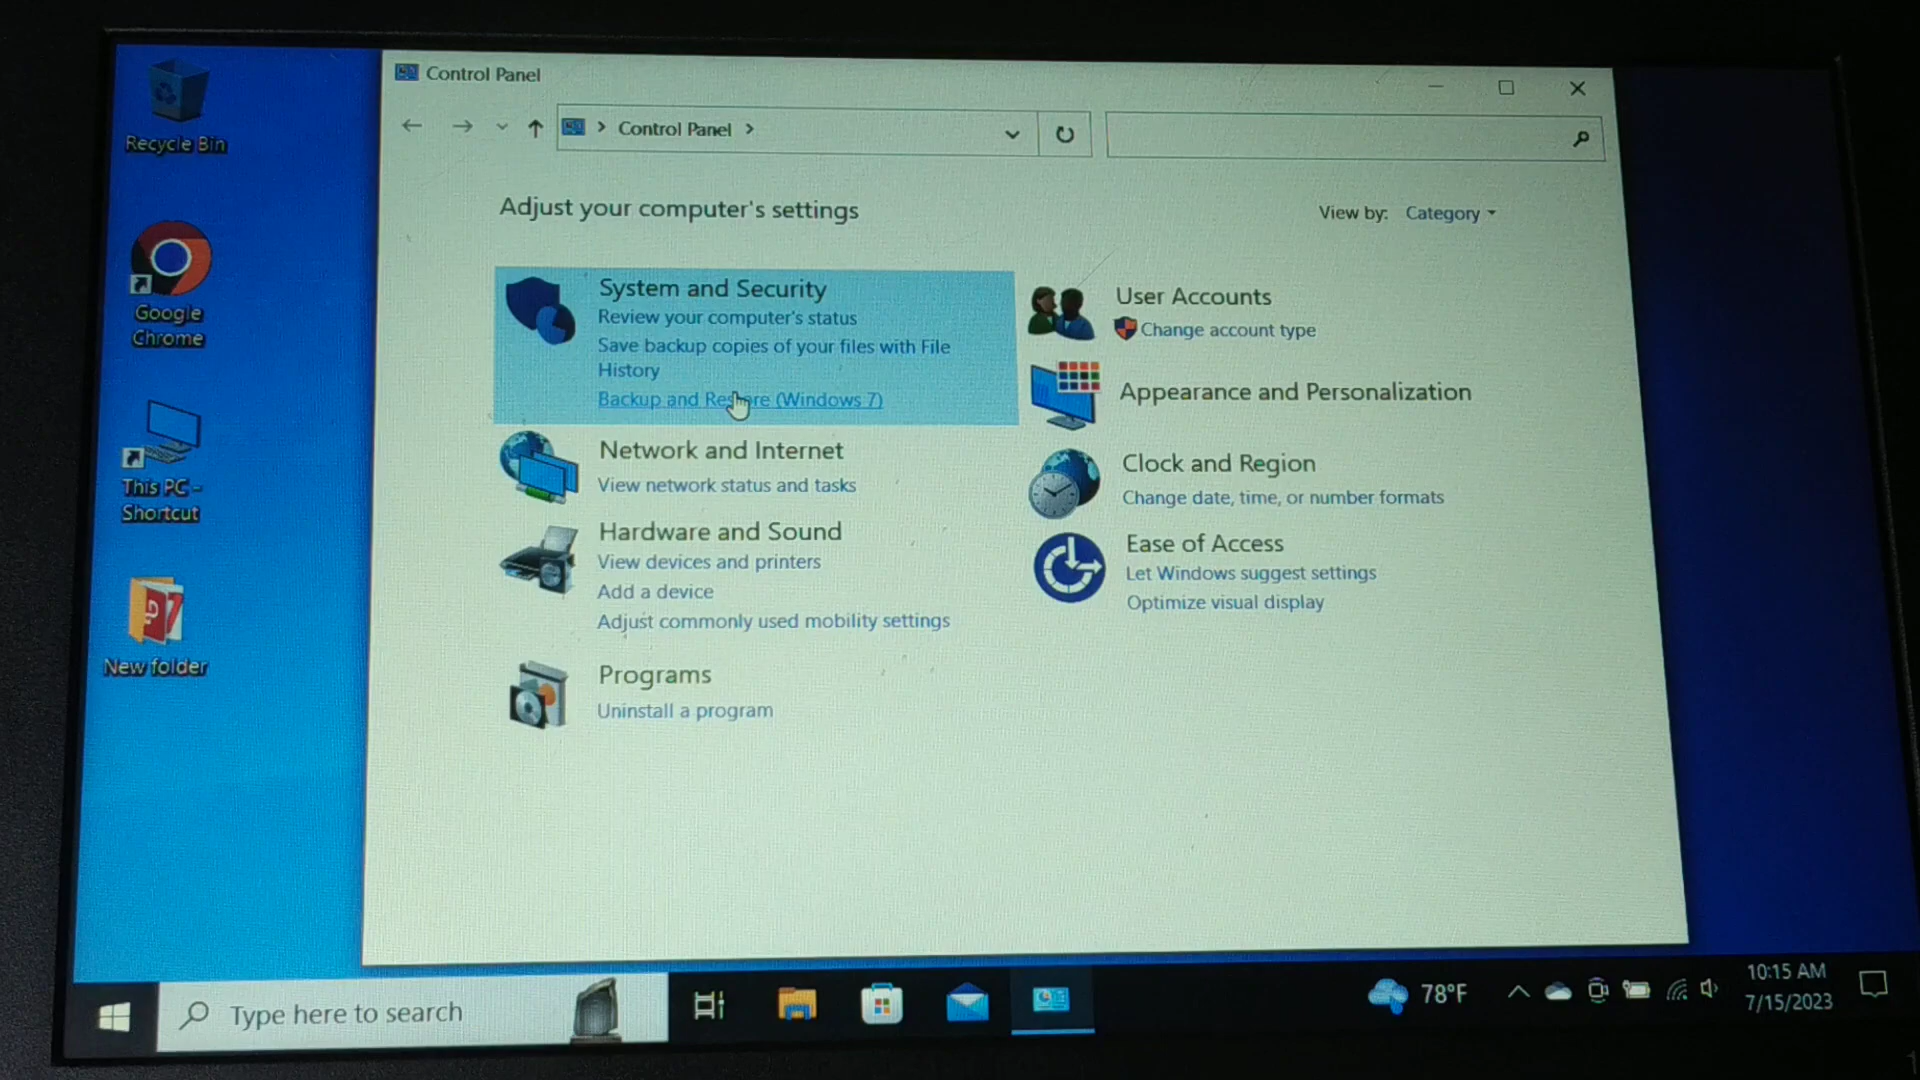 Recycle Bin
Google
Chrome
This PC -
Shortcut
New folder
Control Panel
Control Panel
Adjust your computer's settings
View by: Category
System and Security
Review your computer's status
Save backup copies of your files with File
History
Backup and Restore (Windows 7)
Network and Internet
View network status and tasks
Hardware and Sound
View devices and printers
Add a device
Adjust commonly used mobility settings
Programs
Uninstall a program
User Accounts
Change account type
Appearance and Personalization
Clock and Region
Change date, time, or number formats
Ease of Access
Let Windows suggest settings
Optimize visual display
Type here to search
78°F
10:15 AM
7/15/2023